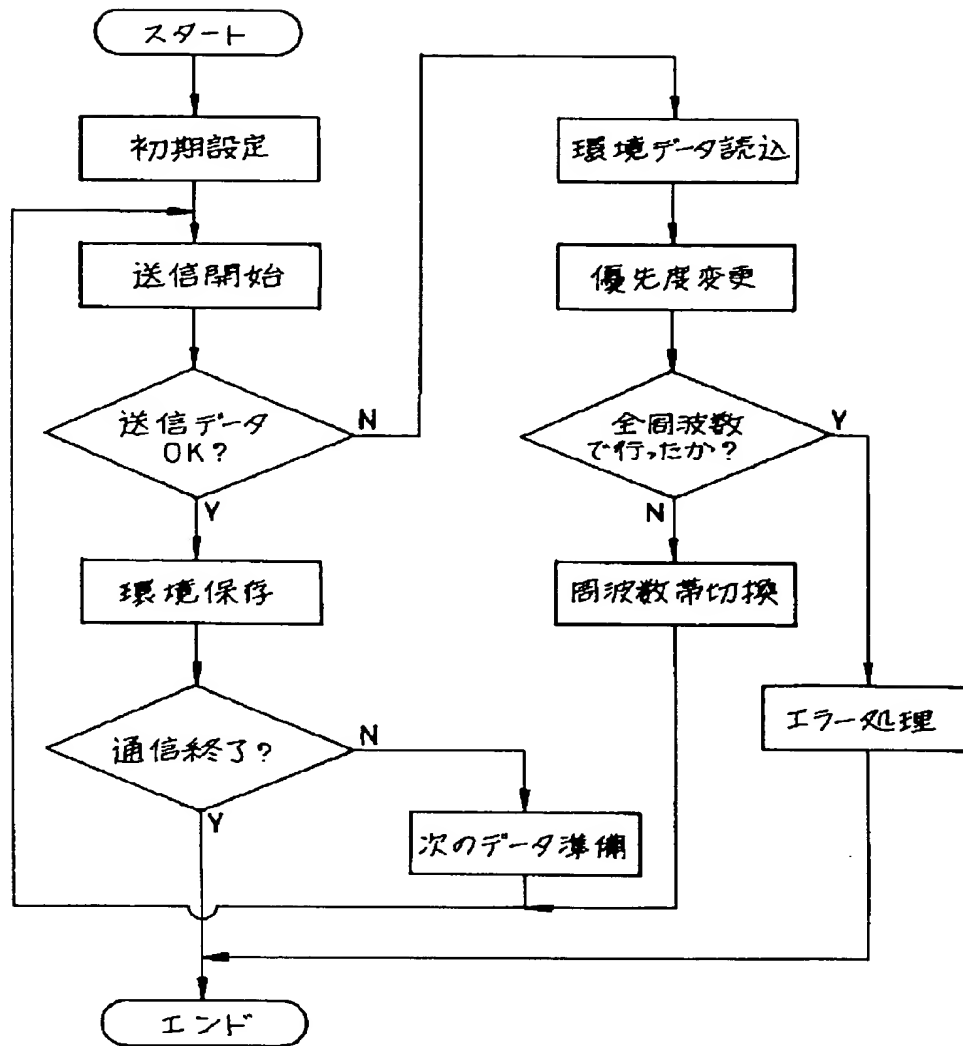 スタート
初期設定
送信開始
送信データ
OK?
N
Y
環境保存
通信終了?
N
Y
次のデータ準備
環境データ読込
優先度変更
全周波数
で行ったか?
Y
N
周波数帯切換
エラー処理
エンド